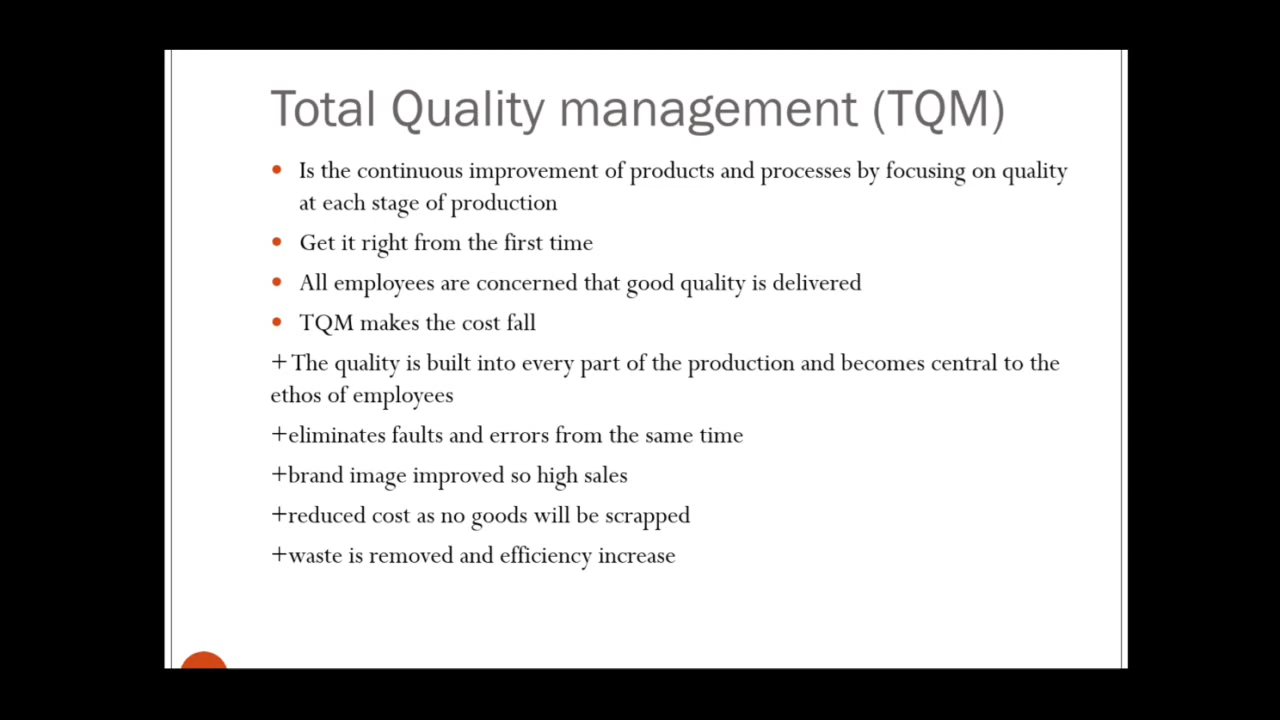 Total Quality management (TQM)
• Is the continuous improvement of products and processes by focusing on quality
at each stage of production
• Get it right from the first time
• All employees are concerned that good quality is delivered
• TQM makes the cost fall
+ The quality is built into every part of the production and becomes central to the
ethos of employees
+eliminates faults and errors from the same time
+brand image improved so high sales
+reduced cost as no goods will be scrapped
+waste is removed and efficiency increase